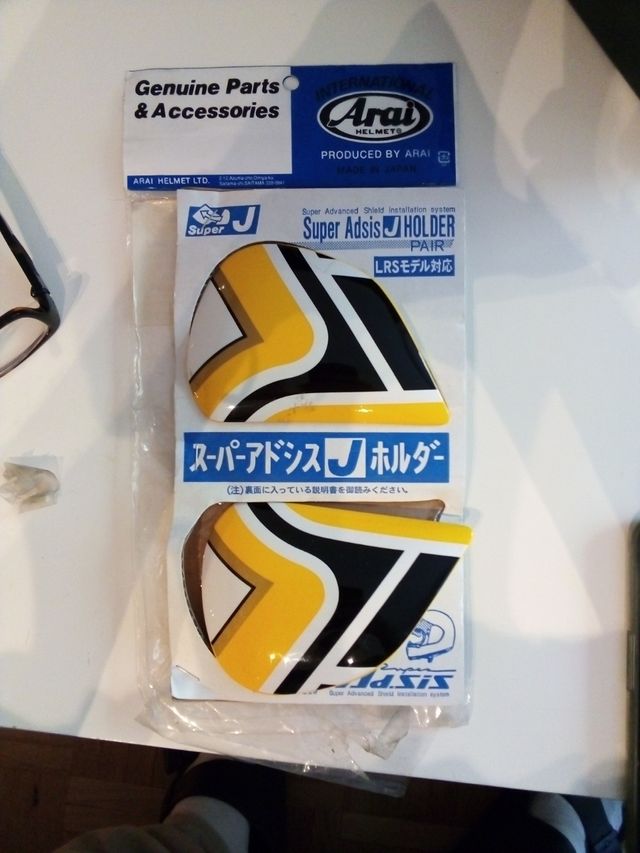 Genuine Parts
& Accessories
INTERNATIONAL
Arai
HELMET®
PRODUCED BY ARAI
MADE IN JAPAN
ARAI HELMET LTD.
Super J
Super Advanced Shield Installation system
Super Adsis J HOLDER
PAIR
LRSモデル対応
スーパーアドシス J ホルダー
(注)裏面に入っている説明書を御読みください。
Super
Super Advanced Shield Installation system